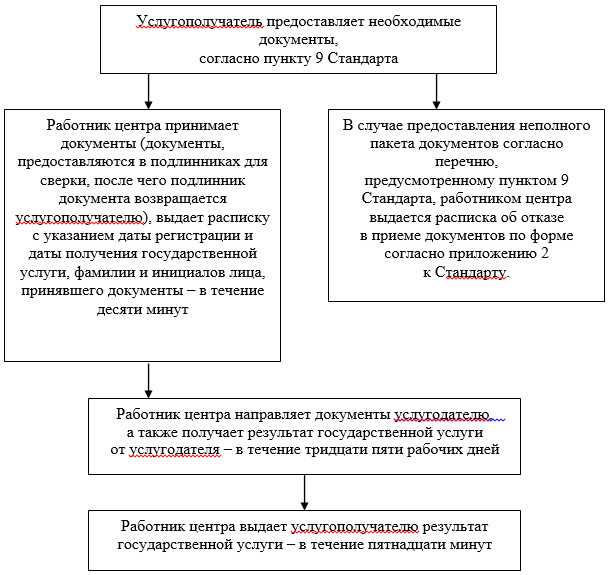 Услугополучатель предоставляет необходимые
документы,
согласно пункту 9 Стандарта
Работник центра принимает
документы (документы,
предоставляются в подлинниках для
сверки, после чего подлинник
документа возвращается
услугополучателю), выдает расписку
с указанием даты регистрации и
даты получения государственной
услуги, фамилии и инициалов лица,
принявшего документы – в течение
десяти минут
В случае предоставления неполного
пакета документов согласно
перечню,
предусмотренному пунктом 9
Стандарта, работником центра
выдается расписка об отказе
в приеме документов по форме
согласно приложению 2
к Стандарту.
Работник центра направляет документы услугодателю,
а также получает результат государственной услуги
от услугодателя – в течение тридцати пяти рабочих дней
Работник центра выдает услугополучателю результат
государственной услуги – в течение пятнадцати минут